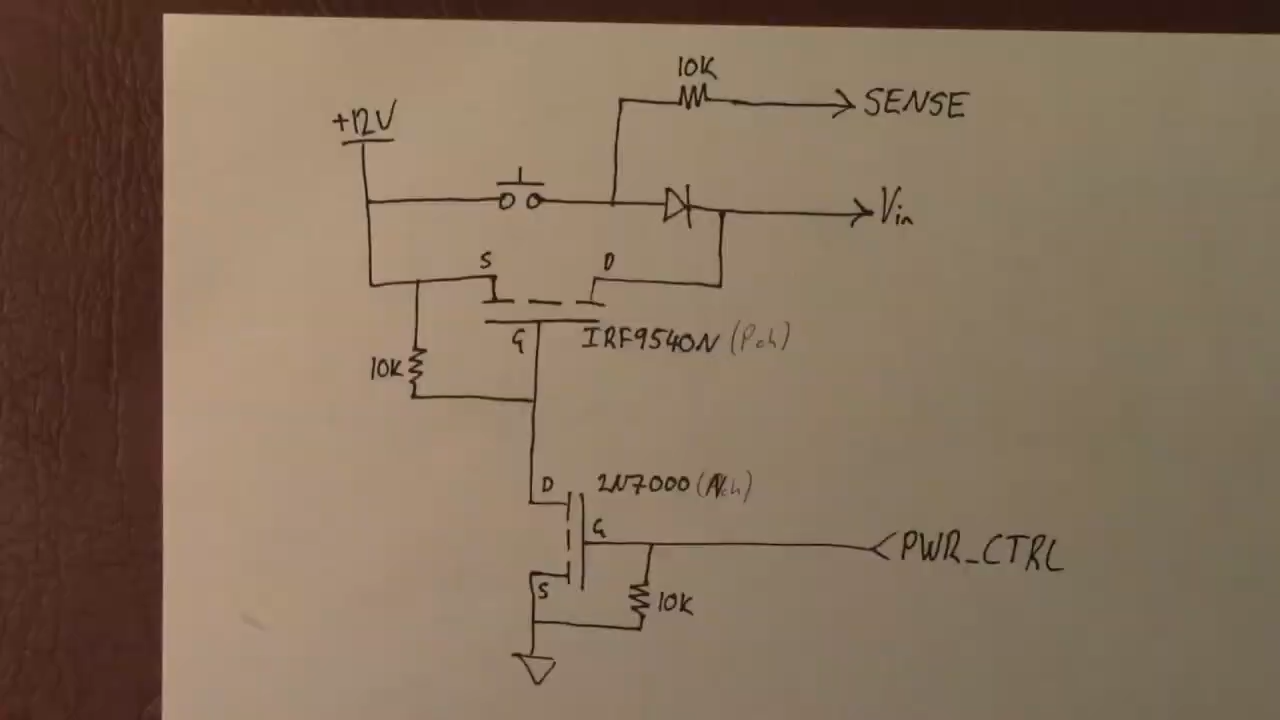 10K
SENSE
+12V
Vin
S
D
G
IRF9540N (Pch)
10K
D
2N7000 (Nch)
G
PWR_CTRL
S
10K